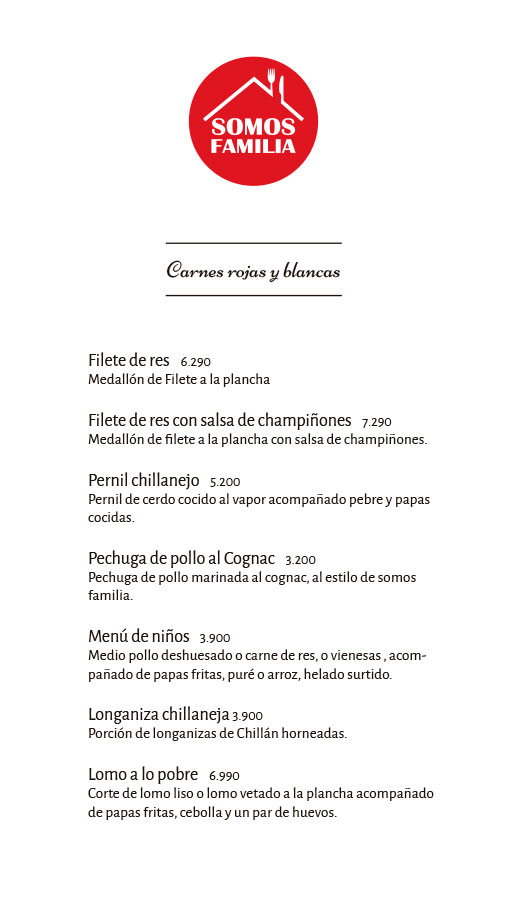 SOMOS
FAMILIA
Carnes rojas y blancas
Filete de res 6.290
Medallón de Filete a la plancha
Filete de res con salsa de champiñones 7.290
Medallón de filete a la plancha con salsa de champiñones.
Pernil chillanejo 5.200
Pernil de cerdo cocido al vapor acompañado pebre y papas
cocidas.
Pechuga de pollo al Cognac 3.200
Pechuga de pollo marinada al cognac, al estilo de somos
familia.
Menú de niños 3.900
Medio pollo deshuesado o carne de res, o vienesas , acom-
pañado de papas fritas, puré o arroz, helado surtido.
Longaniza chillaneja 3.900
Porción de longanizas de Chillán horneadas.
Lomo a lo pobre 6.990
Corte de lomo liso o lomo vetado a la plancha acompañado
de papas fritas, cebolla y un par de huevos.